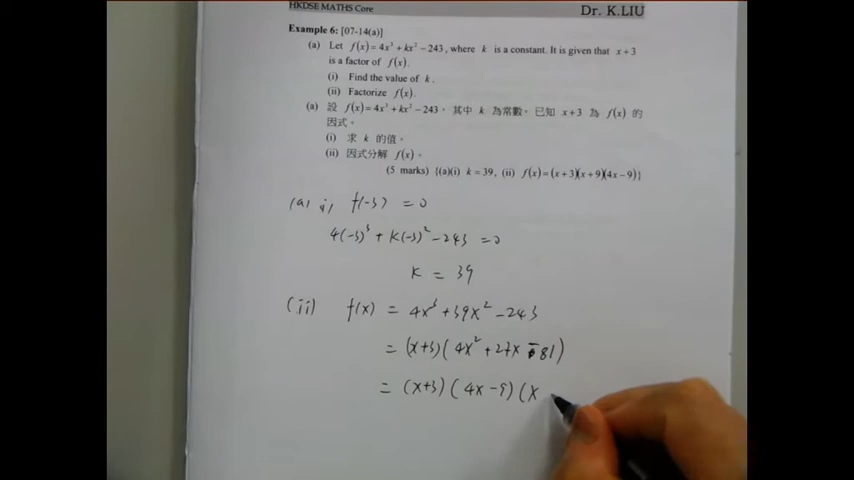 HKDSE MATHS Core
Dr. K.LIU
Example 6: [07-14(a)]
(a) Let f(x) = 4x³ + kx² − 243, where k is a constant. It is given that x + 3
is a factor of f(x).
(i) Find the value of k.
(ii) Factorize f(x).
(a) 設 f(x) = 4x³ + kx² − 243，其中 k 為常數。已知 x + 3 為 f(x) 的
因式。
(i) 求 k 的值。
(ii) 因式分解 f(x)。
(5 marks) {(a)(i) k = 39, (ii) f(x) = (x + 3)(x + 9)(4x − 9)}
(a) i) f(-3) = 0
4(-3)³ + k(-3)² - 243 = 0
k = 39
(ii) f(x) = 4x³ + 39x² - 243
= (x+3)(4x² + 27x - 81)
= (x+3)(4x - 9)(x